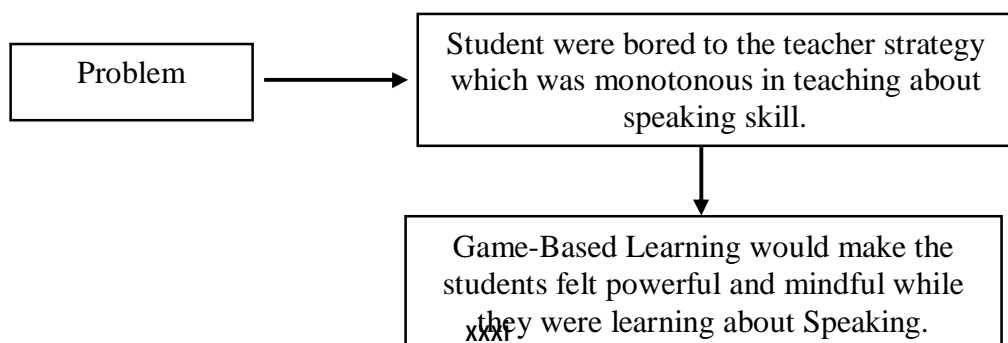 Problem
Student were bored to the teacher strategy
which was monotonous in teaching about
speaking skill.
Game-Based Learning would make the
students felt powerful and mindful while
they were learning about Speaking.
xxxi